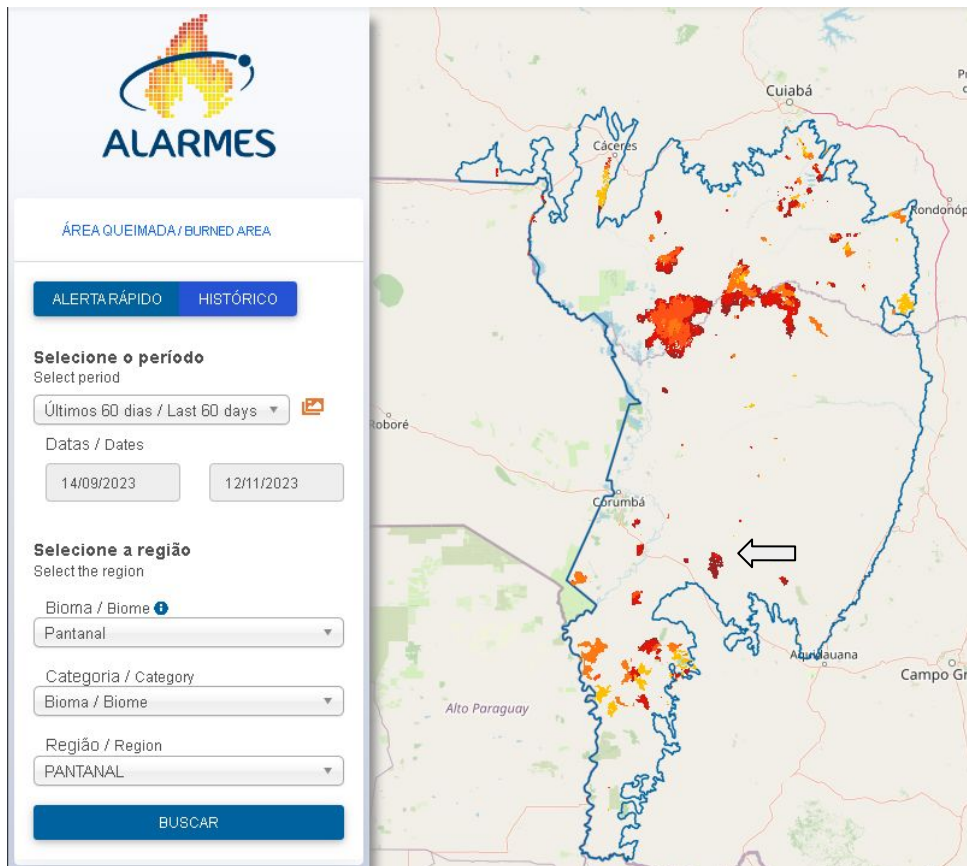 ALARMES
ÁREA QUEIMADA / BURNED AREA
ALERTA RÁPIDO HISTÓRICO
Selecione o período
Select period
Últimos 60 dias / Last 60 days
Datas / Dates
14/09/2023 12/11/2023
Selecione a região
Select the region
Bioma / Biome
Pantanal
Categoria / Category
Bioma / Biome
Região / Region
PANTANAL
BUSCAR
Cuiabá
Cáceres
Rondonóp
Roboré
Corumbá
Aquidauana
Campo Gr
Alto Paraguay